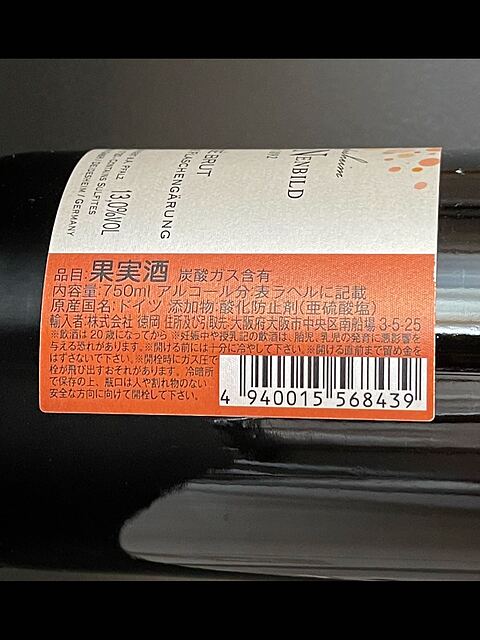 NENBILD
BRUT
FLASCHENGÄRUNG
PFALZ
CONTAINS SULFITES
DEIDESHEIM / GERMANY
13,0%VOL
品目:果実酒 炭酸ガス含有
内容量:750ml アルコール分:表ラベルに記載
原産国名:ドイツ 添加物:酸化防止剤(亜硫酸塩)
輸入者:株式会社 徳岡 住所及び引取先:大阪府大阪市中央区南船場 3-5-25
※飲酒は20歳になってから ※妊娠中や授乳期の飲酒は、胎児、乳児の発育に悪影響を
与える恐れがあります。※開ける前には十分に冷やして下さい。※開ける直前まで留め金を
はずさないで下さい。※開栓時にガス圧で
栓が飛び出すおそれがあります。冷暗所
で保存の上、瓶口は人や割れ物のない
安全な方向に向けて開栓して下さい。
4 940015 568439